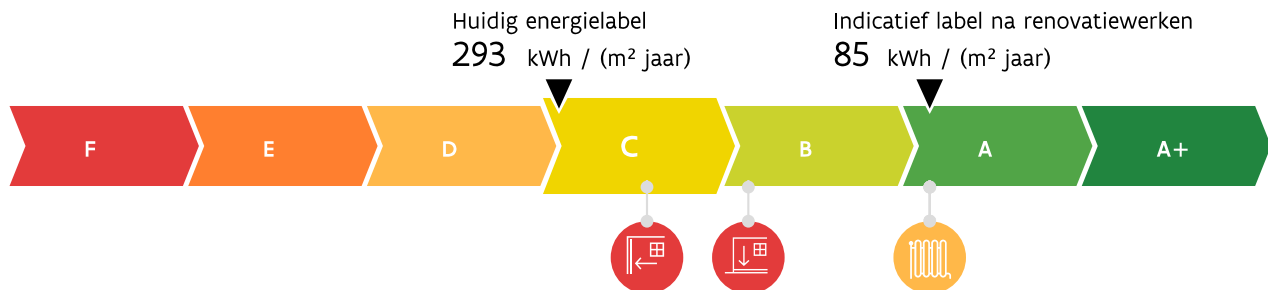 Huidig energielabel
293 kWh / (m² jaar)
Indicatief label na renovatiewerken
85 kWh / (m² jaar)
F E D C B A A+